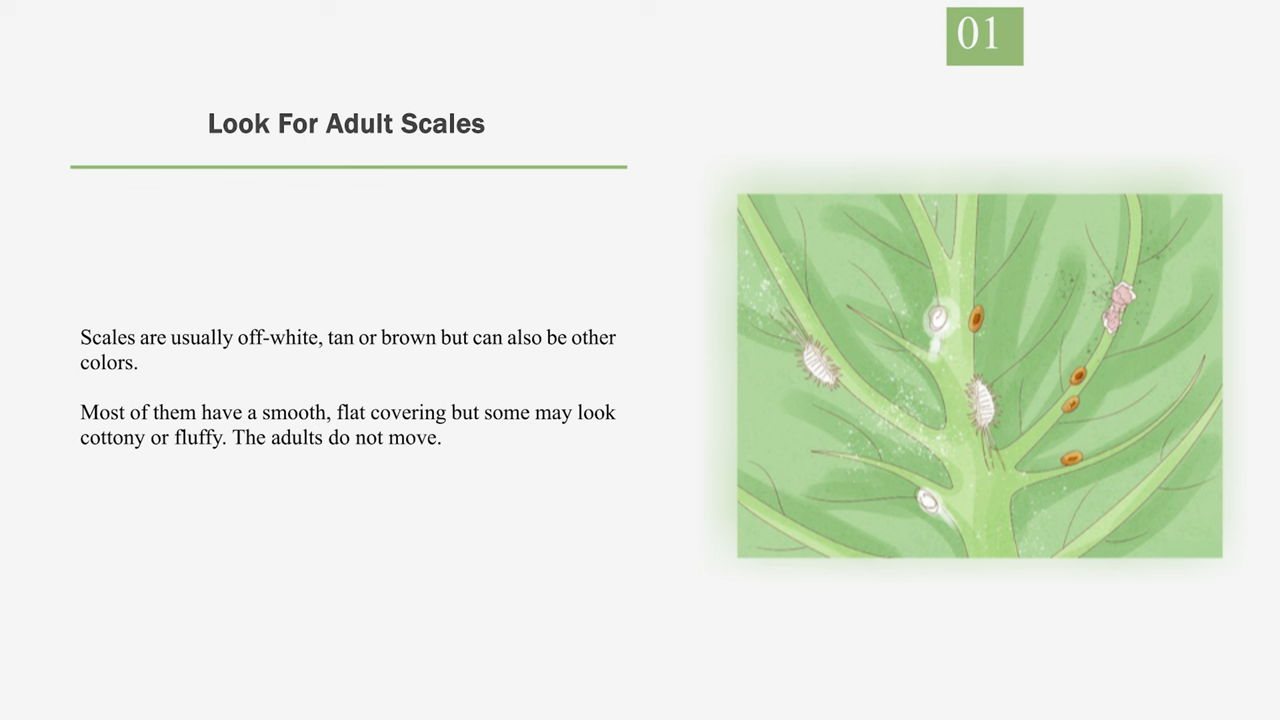 01
Look For Adult Scales
Scales are usually off-white, tan or brown but can also be other
colors.
Most of them have a smooth, flat covering but some may look
cottony or fluffy. The adults do not move.